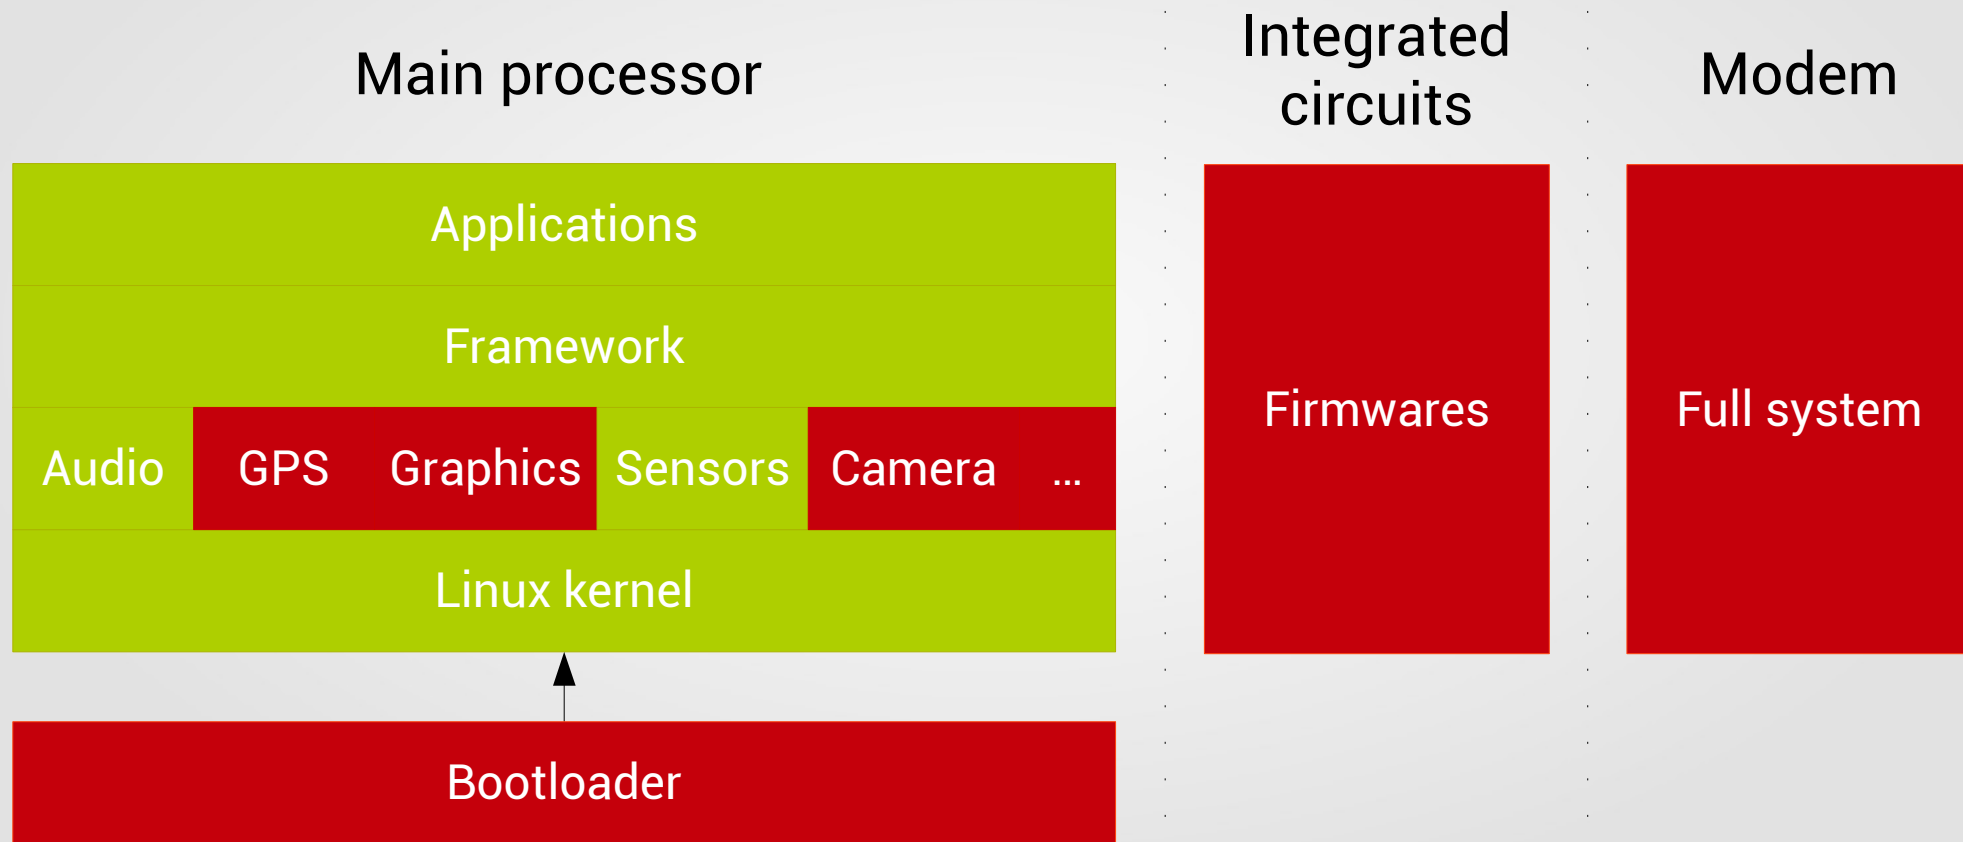 Main processor
Integrated
circuits
Modem
Applications
Framework
Audio GPS Graphics Sensors Camera ...
Linux kernel
Bootloader
Firmwares
Full system